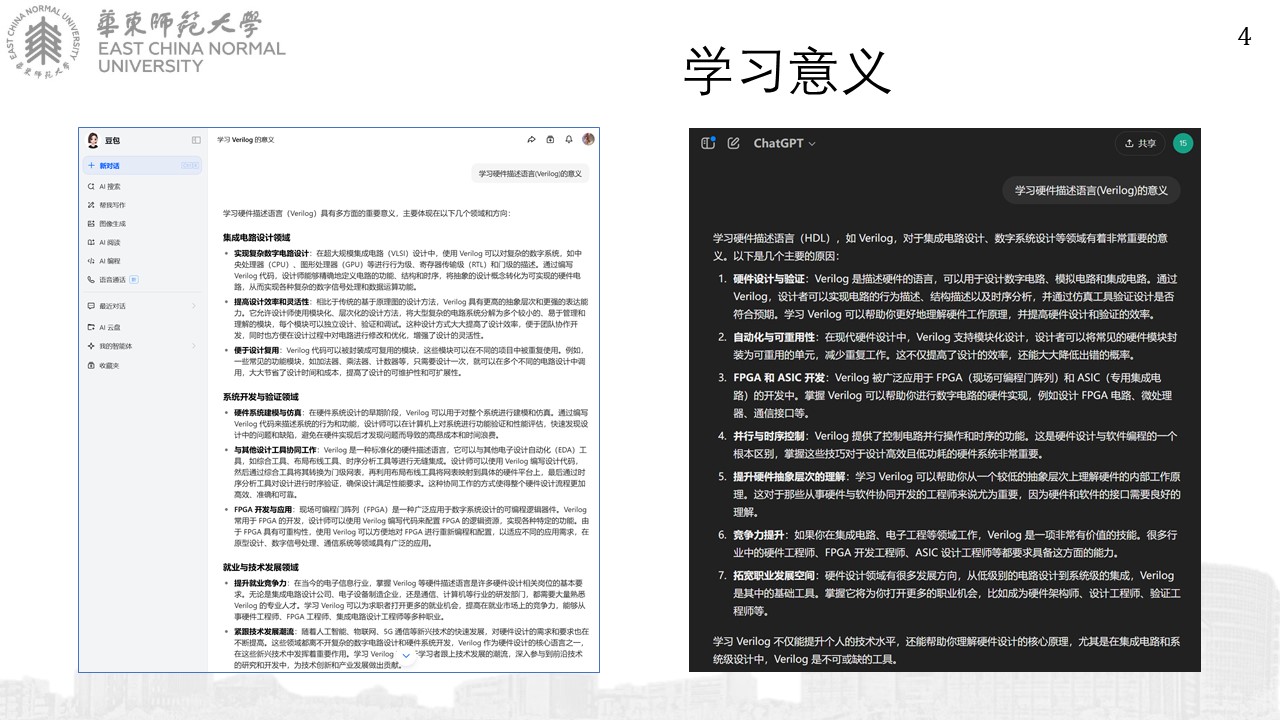 華東師範大學
EAST CHINA NORMAL
UNIVERSITY
EAST CHINA NORMAL UNIVERSITY
華東師範大學
4
学习意义
豆包
新对话
AI 搜索
帮我写作
图像生成
AI 阅读
AI 编程
语音通话
最近对话
AI 云盘
我的智能体
收藏夹
学习 Verilog 的意义
学习硬件描述语言(Verilog)的意义
学习硬件描述语言（Verilog）具有多方面的重要意义，主要体现在以下几个领域和方向：
集成电路设计领域
• 实现复杂数字电路设计：在超大规模集成电路（VLSI）设计中，使用 Verilog 可以对复杂的数字系统，如中
央处理器（CPU）、图形处理器（GPU）等进行行为级、寄存器传输级（RTL）和门级的描述。通过编写
Verilog 代码，设计师能够精确地定义电路的功能、结构和时序，将抽象的设计概念转化为可实现的硬件电
路，从而实现各种复杂的数字信号处理和数据运算功能。
• 提高设计效率和灵活性：相比于传统的基于原理图的设计方法，Verilog 具有更高的抽象层次和更强的表达能
力。它允许设计师使用模块化、层次化的设计方法，将大型复杂的电路系统分解为多个较小的、易于管理和
理解的模块，每个模块可以独立设计、验证和调试。这种设计方式大大提高了设计效率，便于团队协作开
发，同时也方便在设计过程中对电路进行修改和优化，增强了设计的灵活性。
• 便于设计复用：Verilog 代码可以被封装成可复用的模块，这些模块可以在不同的项目中被重复使用。例如，
一些常见的功能模块，如加法器、乘法器、计数器等，只需要设计一次，就可以在多个不同的电路设计中调
用，大大节省了设计时间和成本，提高了设计的可维护性和可扩展性。
系统开发与验证领域
• 硬件系统建模与仿真：在硬件系统设计的早期阶段，Verilog 可以用于对整个系统进行建模和仿真。通过编写
Verilog 代码来描述系统的行为和功能，设计师可以在计算机上对系统进行功能验证和性能评估，快速发现设
计中的问题和缺陷，避免在硬件实现后才发现问题而导致的高昂成本和时间浪费。
• 与其他设计工具协同工作：Verilog 是一种标准化的硬件描述语言，它可以与其他电子设计自动化（EDA）工
具，如综合工具、布局布线工具、时序分析工具等进行无缝集成。设计师可以使用 Verilog 编写设计代码，
然后通过综合工具将其转换为门级网表，再利用布局布线工具将网表映射到具体的硬件平台上，最后通过时
序分析工具对设计进行时序验证，确保设计满足性能要求。这种协同工作的方式使得整个硬件设计流程更加
高效、准确和可靠。
• FPGA 开发与应用：现场可编程门阵列（FPGA）是一种广泛应用于数字系统设计的可编程逻辑器件。Verilog
常用于 FPGA 的开发，设计师可以使用 Verilog 编写代码来配置 FPGA 的逻辑资源，实现各种特定的功能。由
于 FPGA 具有可重构性，使用 Verilog 可以方便地对 FPGA 进行重新编程和配置，以适应不同的应用需求，在
原型设计、数字信号处理、通信系统等领域具有广泛的应用。
就业与技术发展领域
• 提升就业竞争力：在当今的电子信息行业，掌握 Verilog 等硬件描述语言是许多硬件设计相关岗位的基本要
求。无论是集成电路设计公司、电子设备制造企业，还是通信、计算机等行业的研发部门，都需要大量熟悉
Verilog 的专业人才。学习 Verilog 可以为求职者打开更多的就业机会，提高在就业市场上的竞争力，能够从
事硬件工程师、FPGA 工程师、集成电路设计工程师等多种职业。
• 紧跟技术发展潮流：随着人工智能、物联网、5G 通信等新兴技术的快速发展，对硬件设计的需求和要求也在
不断提高。这些领域都离不开复杂的数字电路设计和硬件系统开发，Verilog 作为硬件设计的核心语言之一，
在这些新兴技术中发挥着重要作用。学习 Verilog 学习者跟上技术发展的潮流，深入参与到前沿技术
的研究和开发中，为技术创新和产业发展做出贡献。
ChatGPT
共享
15
学习硬件描述语言(Verilog)的意义
学习硬件描述语言（HDL），如 Verilog，对于集成电路设计、数字系统设计等领域有着非常重要的意
义。以下是几个主要的原因：
1. 硬件设计与验证：Verilog 是描述硬件的语言，可以用于设计数字电路、模拟电路和集成电路。通过
Verilog，设计者可以实现电路的行为描述、结构描述以及时序分析，并通过仿真工具验证设计是否
符合预期。学习 Verilog 可以帮助你更好地理解硬件工作原理，并提高硬件设计和验证的效率。
2. 自动化与可重用性：在现代硬件设计中，Verilog 支持模块化设计，设计者可以将常见的硬件模块封
装为可重用的单元，减少重复工作。这不仅提高了设计的效率，还能大大降低出错的概率。
3. FPGA 和 ASIC 开发：Verilog 被广泛应用于 FPGA（现场可编程门阵列）和 ASIC（专用集成电
路）的开发中。掌握 Verilog 可以帮助你进行数字电路的硬件实现，例如设计 FPGA 电路、微处理
器、通信接口等。
4. 并行与时序控制：Verilog 提供了控制电路并行操作和时序的功能。这是硬件设计与软件编程的一个
根本区别，掌握这些技巧对于设计高效且低功耗的硬件系统非常重要。
5. 提升硬件抽象层次的理解：学习 Verilog 可以帮助你从一个较低的抽象层次上理解硬件的内部工作原
理。这对于那些从事硬件与软件协同开发的工程师来说尤为重要，因为硬件和软件的接口需要良好的
理解。
6. 竞争力提升：如果你在集成电路、电子工程等领域工作，Verilog 是一项非常有价值的技能。很多行
业中的硬件工程师、FPGA 开发工程师、ASIC 设计工程师等都要求具备这方面的能力。
7. 拓宽职业发展空间：硬件设计领域有很多发展方向，从低级别的电路设计到系统级的集成，Verilog
是其中的基础工具。掌握它将为你打开更多的职业机会，比如成为硬件架构师、设计工程师、验证工
程师等。
学习 Verilog 不仅能提升个人的技术水平，还能帮助你理解硬件设计的核心原理，尤其是在集成电路和系
统级设计中，Verilog 是不可或缺的工具。